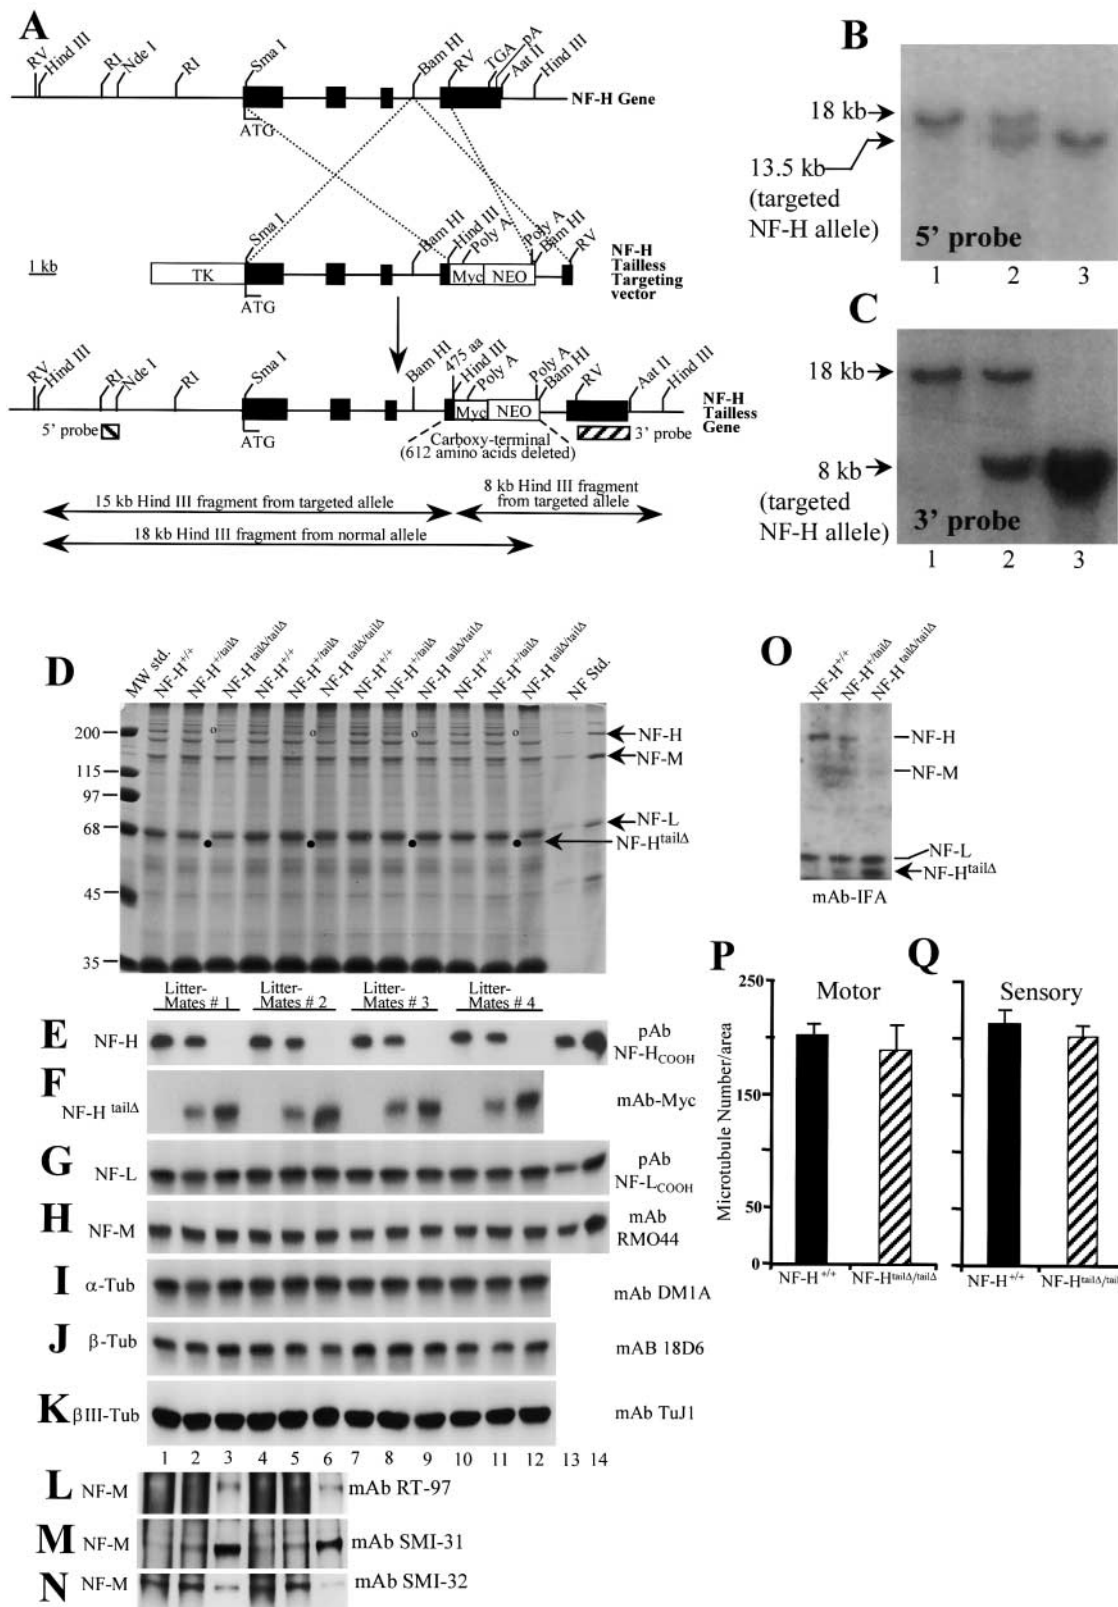 A
RV
Hind III
RI
Nde I
RI
Sma I
Bam HI
RV
TGA
pA
Aat II
Hind III
NF-H Gene
ATG
Sma I
Bam HI
Hind III
Poly A
Poly A
Bam HI
RV
1 kb
TK
Myc
NEO
NF-H
Tailless
Targeting
vector
ATG
RV
Hind III
RI
Nde I
RI
Sma I
Bam HI
475 aa
Hind III
Poly A
Poly A
Bam HI
RV
Aat II
Hind III
Myc
NEO
NF-H
Tailless
Gene
5' probe
ATG
Carboxy-terminal
(612 amino acids deleted)
3' probe
15 kb Hind III fragment from targeted allele
8 kb Hind III fragment
from targeted allele
18 kb Hind III fragment from normal allele
B
18 kb
13.5 kb
(targeted
NF-H allele)
5' probe
1 2 3
C
18 kb
8 kb
(targeted
NF-H allele)
3' probe
1 2 3
D
MW std.
NF-H+/+
NF-H+/tailΔ
NF-H tailΔ/tailΔ
NF-H+/+
NF-H+/tailΔ
NF-H tailΔ/tailΔ
NF-H+/+
NF-H+/tailΔ
NF-H tailΔ/tailΔ
NF-H+/+
NF-H+/tailΔ
NF-H tailΔ/tailΔ
NF Std.
200
115
97
68
45
35
NF-H
NF-M
NF-L
NF-HtailΔ
Litter-
Mates # 1
Litter-
Mates # 2
Litter-
Mates # 3
Litter-
Mates # 4
E
NF-H
pAb
NF-HCOOH
F
NF-H tailΔ
mAb-Myc
G
NF-L
pAb
NF-LCOOH
H
NF-M
mAb
RMO44
I
α-Tub
mAb DM1A
J
β-Tub
mAB 18D6
K
βIII-Tub
mAb TuJ1
1 2 3 4 5 6 7 8 9 10 11 12 13 14
L
NF-M
mAb RT-97
M
NF-M
mAb SMI-31
N
NF-M
mAb SMI-32
O
NF-H+/+
NF-H+/tailΔ
NF-H tailΔ/tailΔ
NF-H
NF-M
NF-L
NF-HtailΔ
mAb-IFA
P
Motor
Microtubule Number/area
250
150
50
0
NF-H+/+
NF-HtailΔ/tailΔ
Q
Sensory
NF-H+/+
NF-HtailΔ/tail